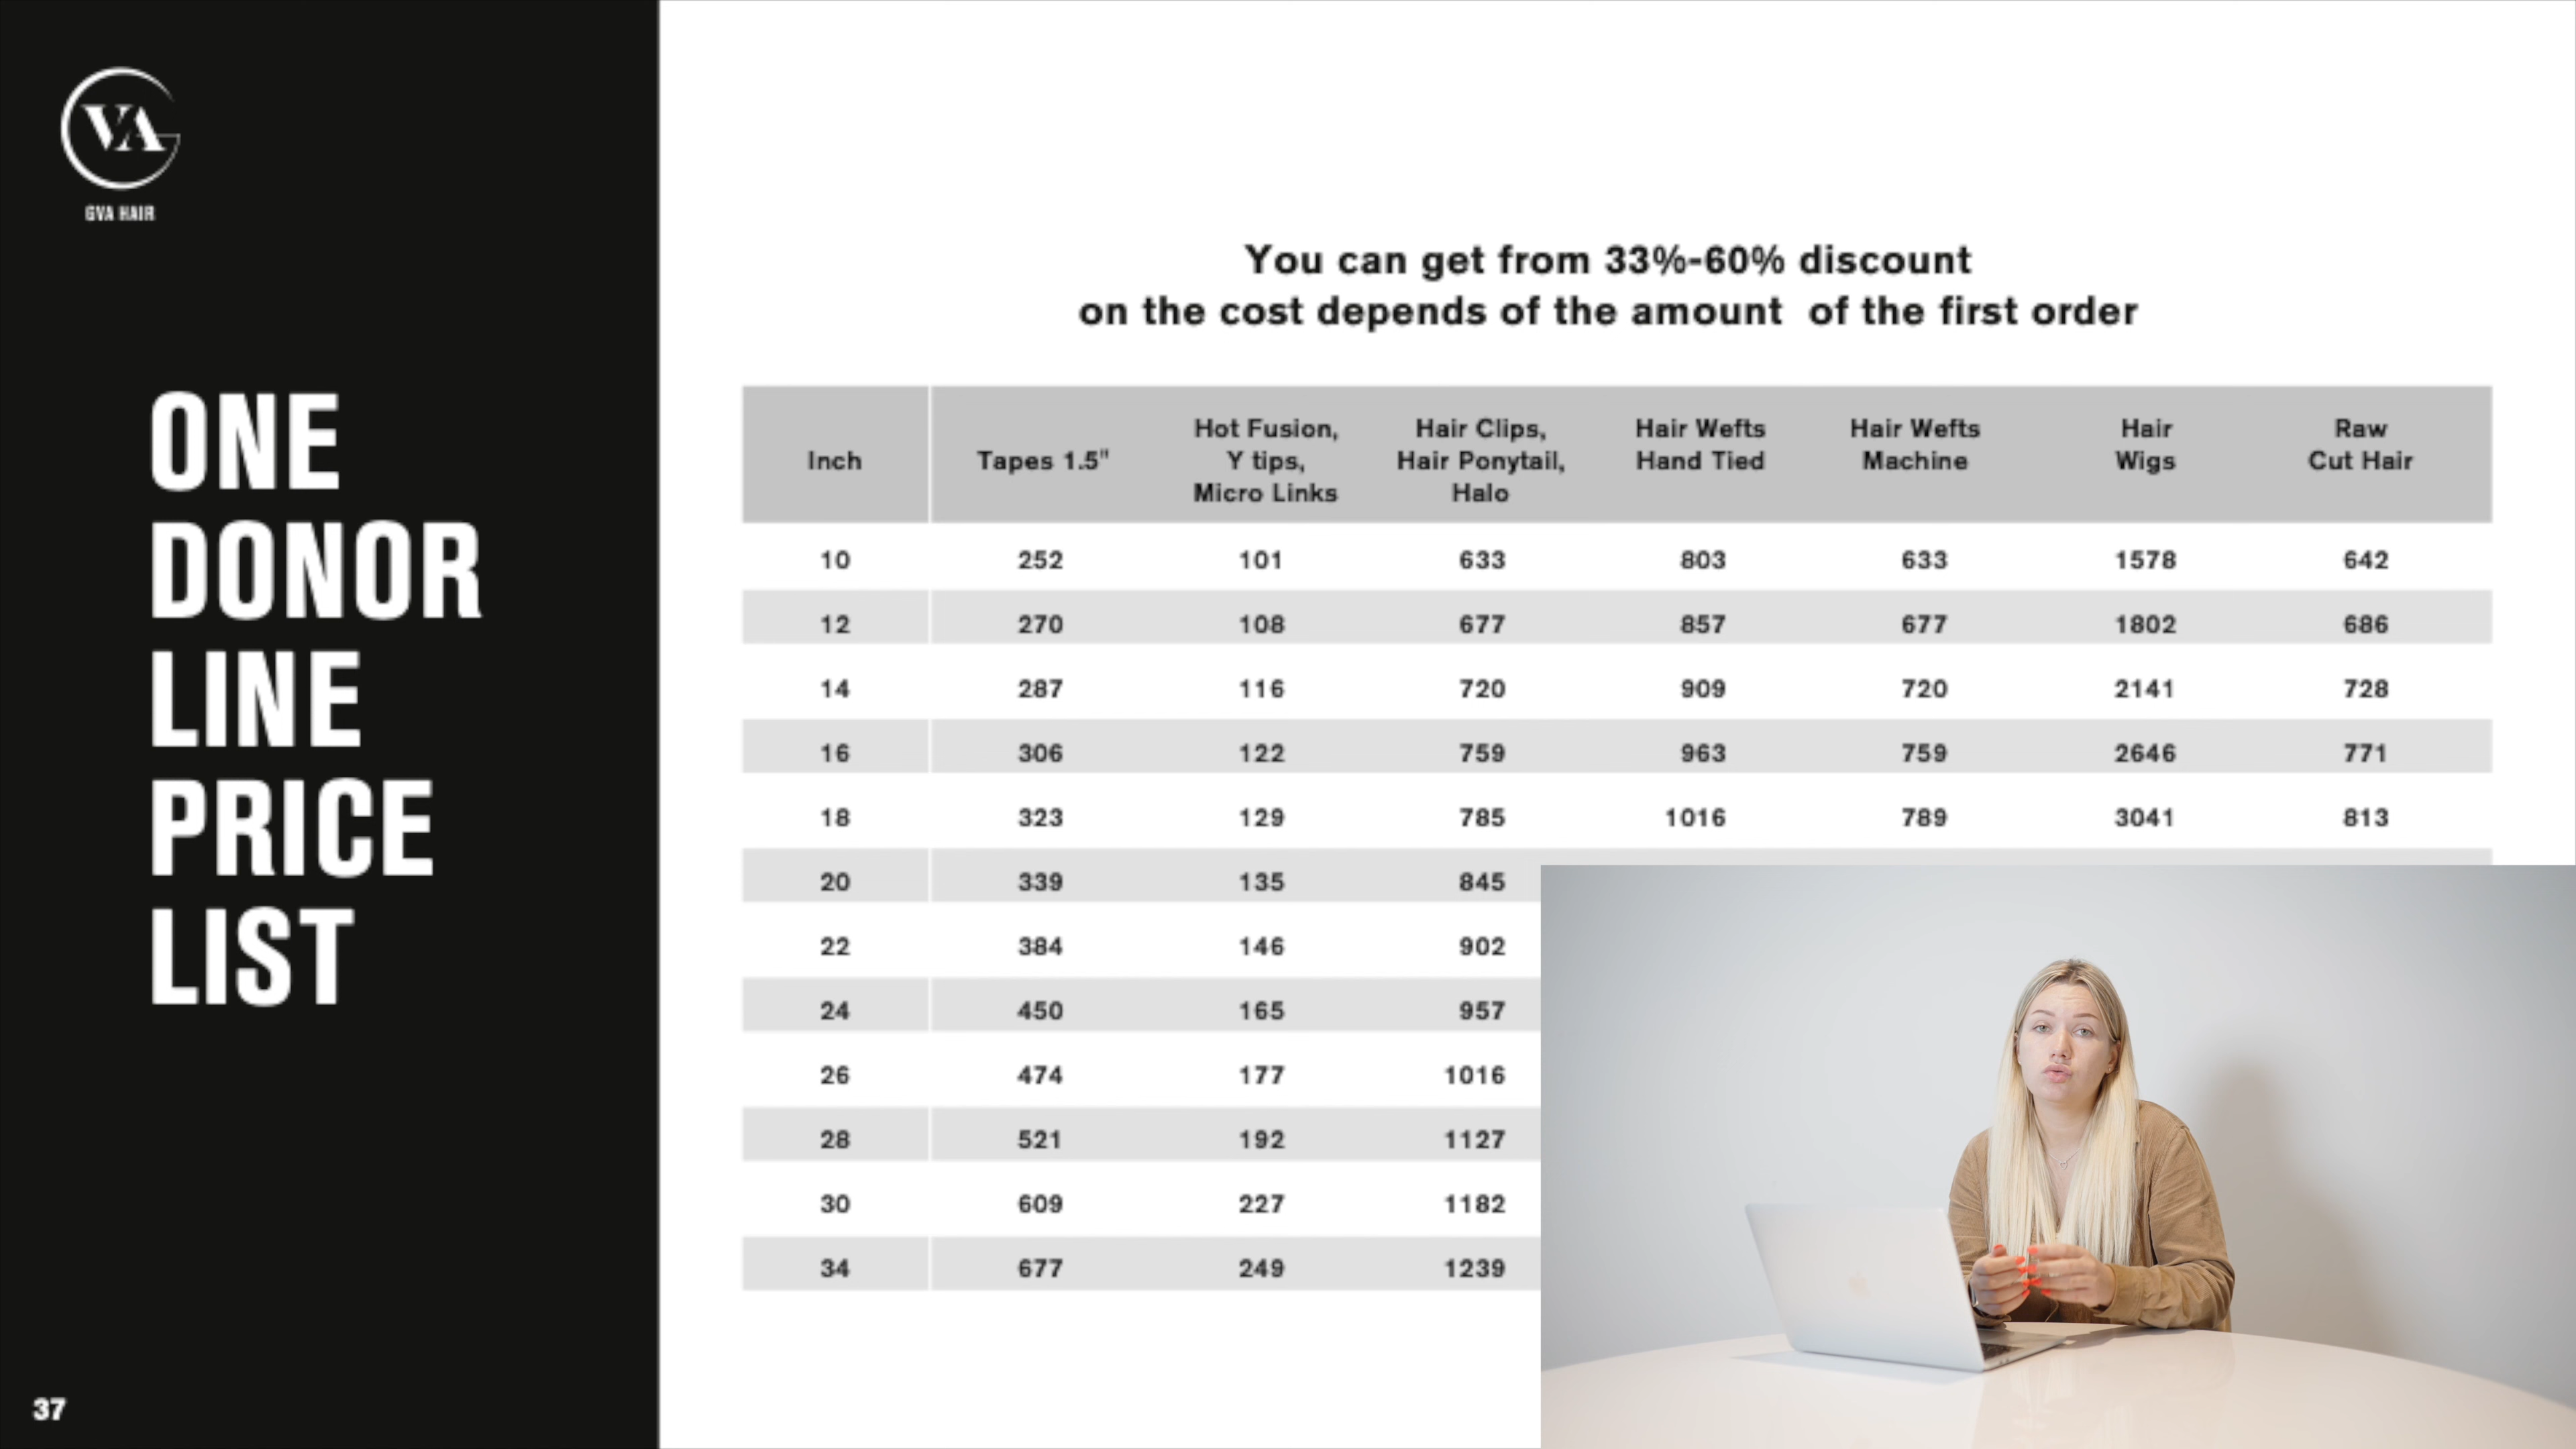 VA
GVA HAIR
ONE
DONOR
LINE
PRICE
LIST
37
You can get from 33%-60% discount
on the cost depends of the amount of the first order
Inch Tapes 1.5" Hot Fusion, Y tips, Micro Links Hair Clips, Hair Ponytail, Halo Hair Wefts Hand Tied Hair Wefts Machine Hair Wigs Raw Cut Hair
10 252 101 633 803 633 1578 642
12 270 108 677 857 677 1802 686
14 287 116 720 909 720 2141 728
16 306 122 759 963 759 2646 771
18 323 129 785 1016 789 3041 813
20 339 135 845
22 384 146 902
24 450 165 957
26 474 177 1016
28 521 192 1127
30 609 227 1182
34 677 249 1239